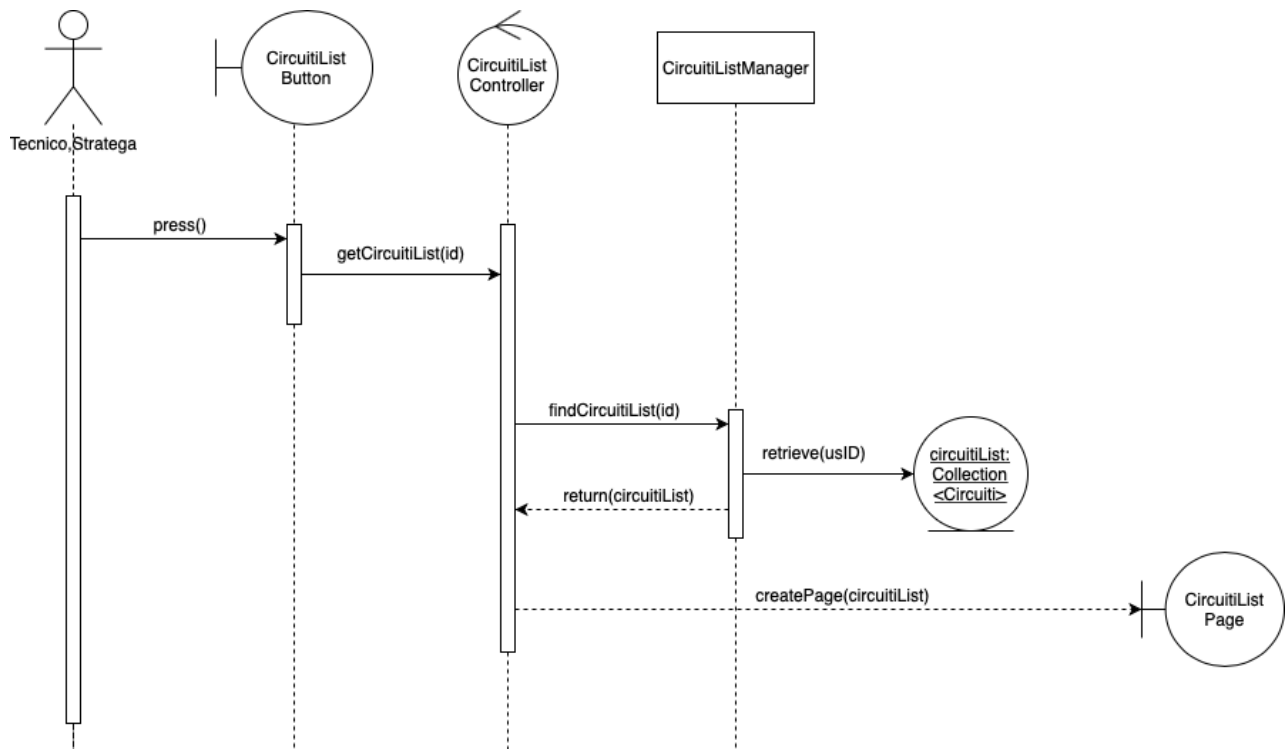 CircuitiList
Button
CircuitiList
Controller
CircuitiListManager
Tecnico,Stratega
press()
getCircuitiList(id)
findCircuitiList(id)
retrieve(usID)
circuitiList:
Collection
<Circuiti>
return(circuitiList)
createPage(circuitiList)
CircuitiList
Page